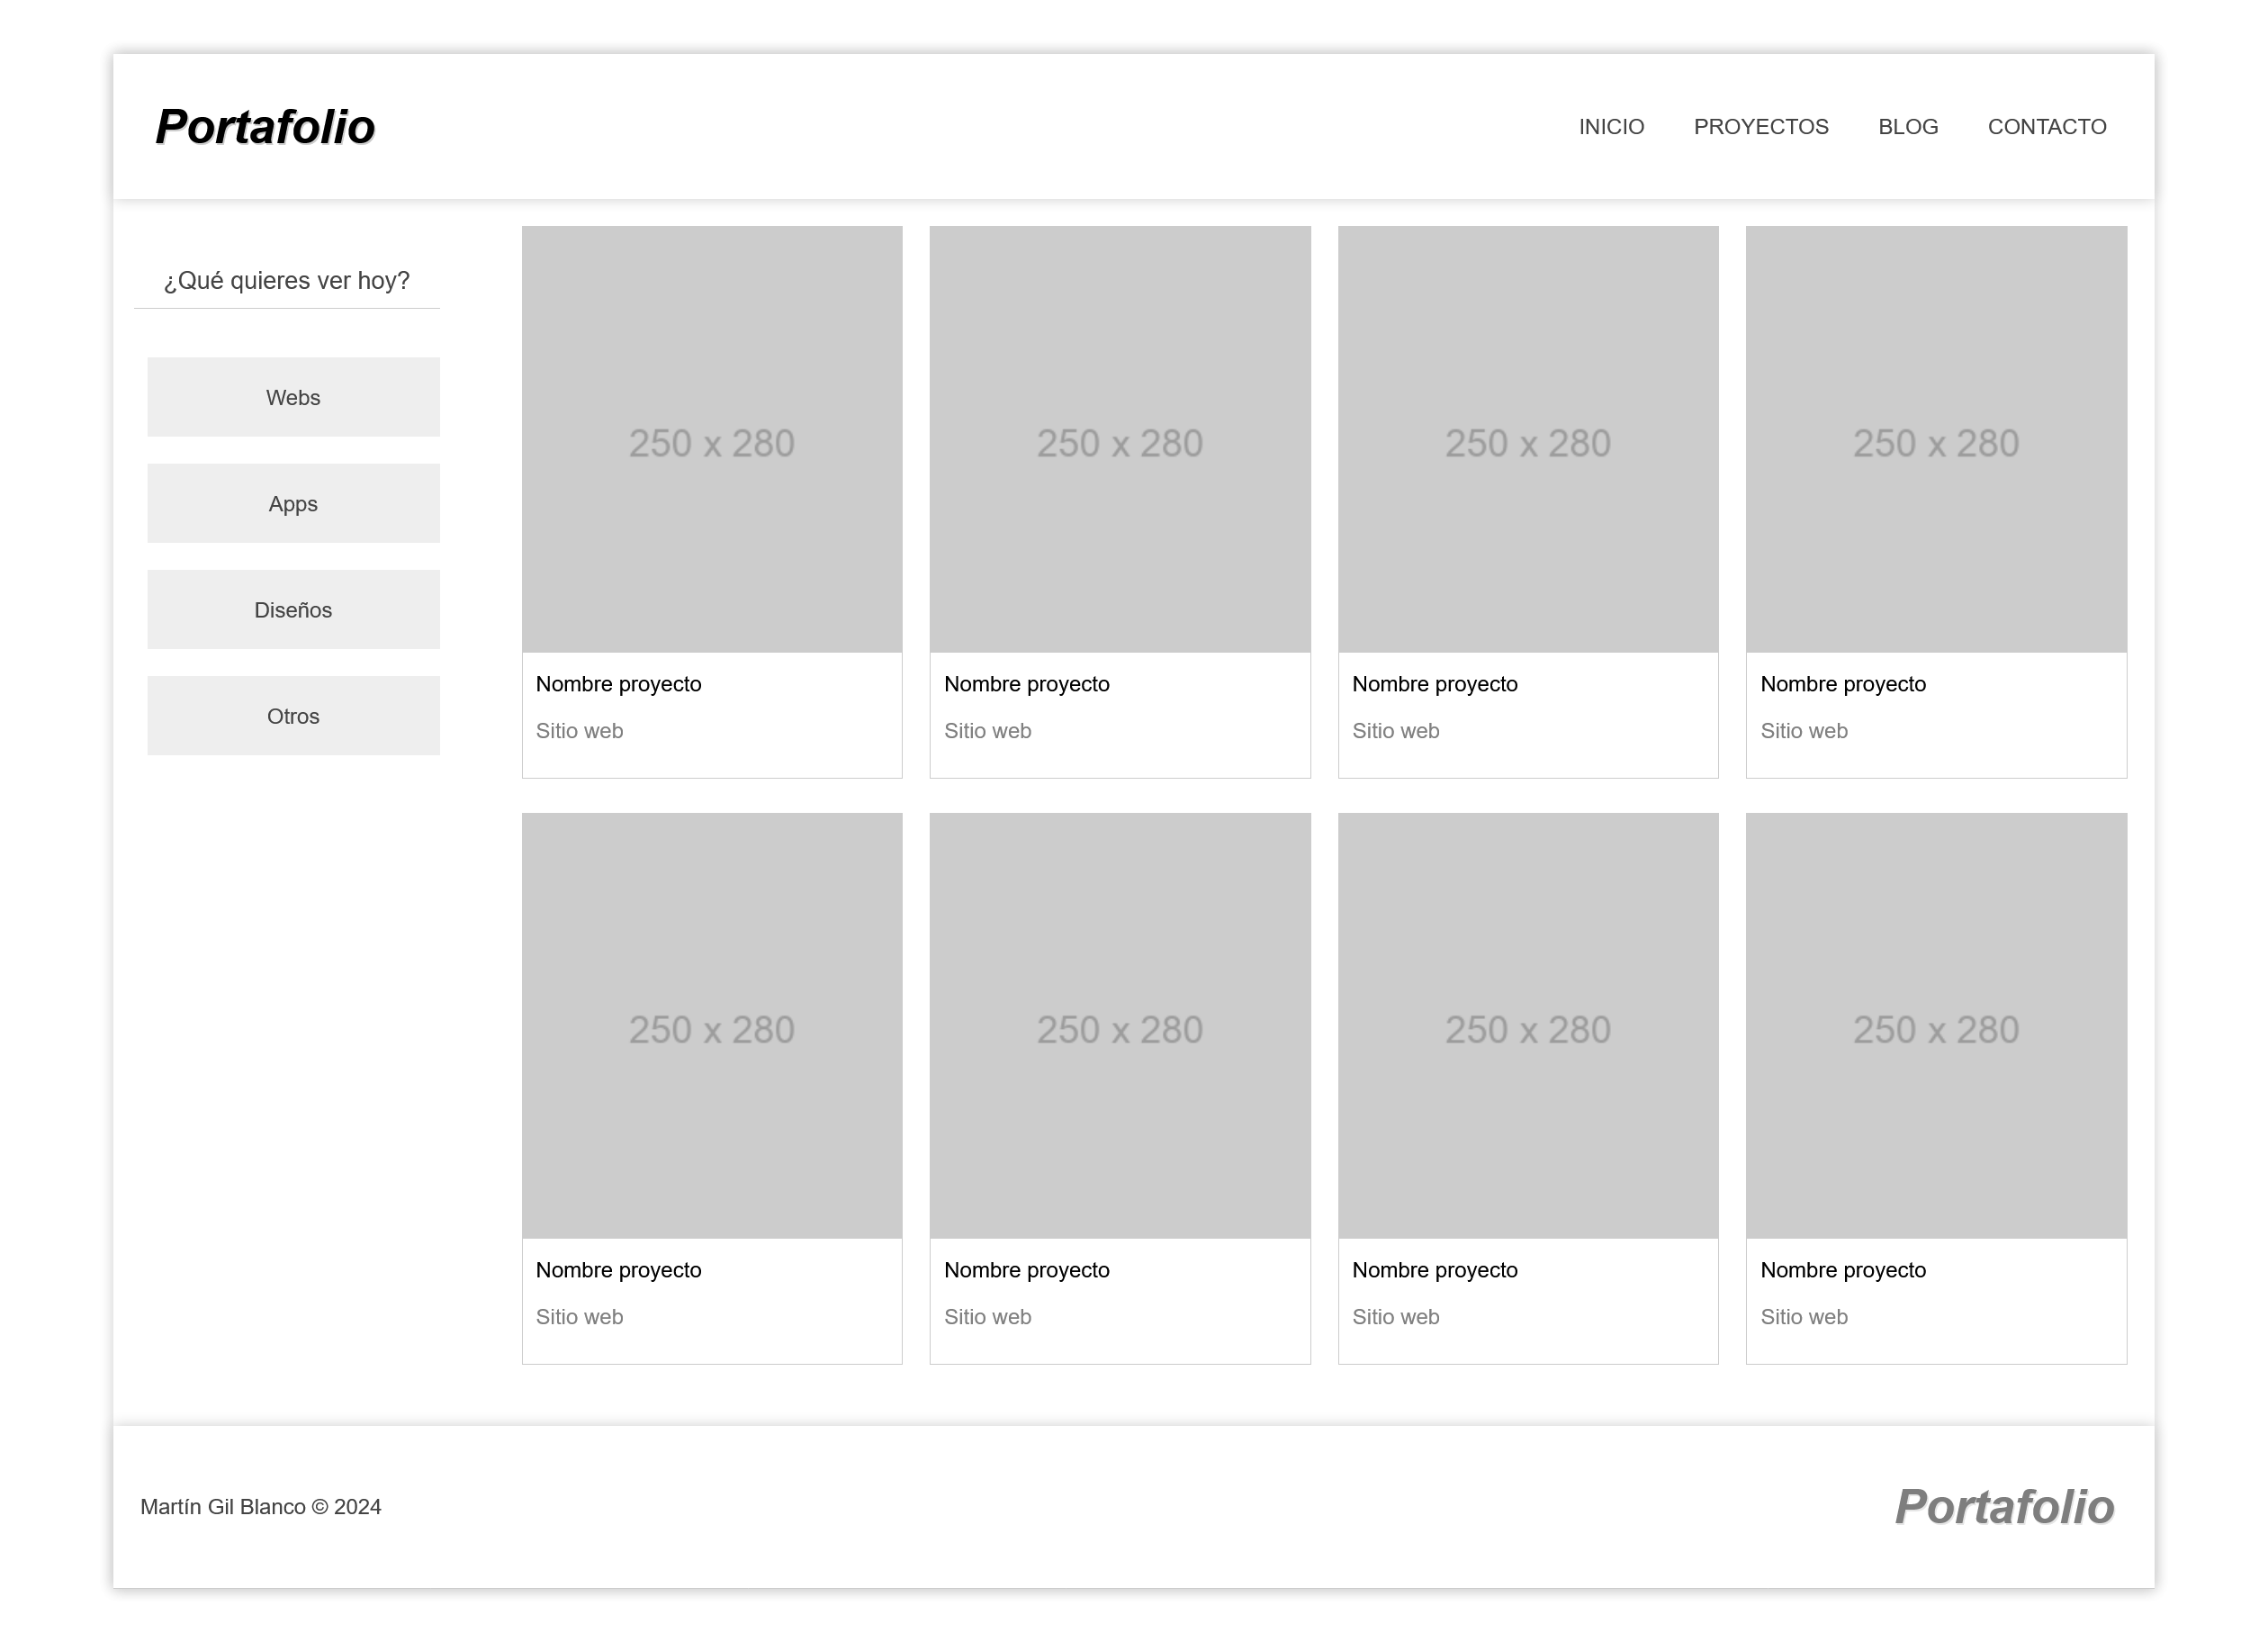 Portafolio
INICIO PROYECTOS BLOG CONTACTO
¿Qué quieres ver hoy?
Webs
Apps
Diseños
Otros
250 x 280
Nombre proyecto
Sitio web
250 x 280
Nombre proyecto
Sitio web
250 x 280
Nombre proyecto
Sitio web
250 x 280
Nombre proyecto
Sitio web
250 x 280
Nombre proyecto
Sitio web
250 x 280
Nombre proyecto
Sitio web
250 x 280
Nombre proyecto
Sitio web
250 x 280
Nombre proyecto
Sitio web
Martín Gil Blanco © 2024
Portafolio